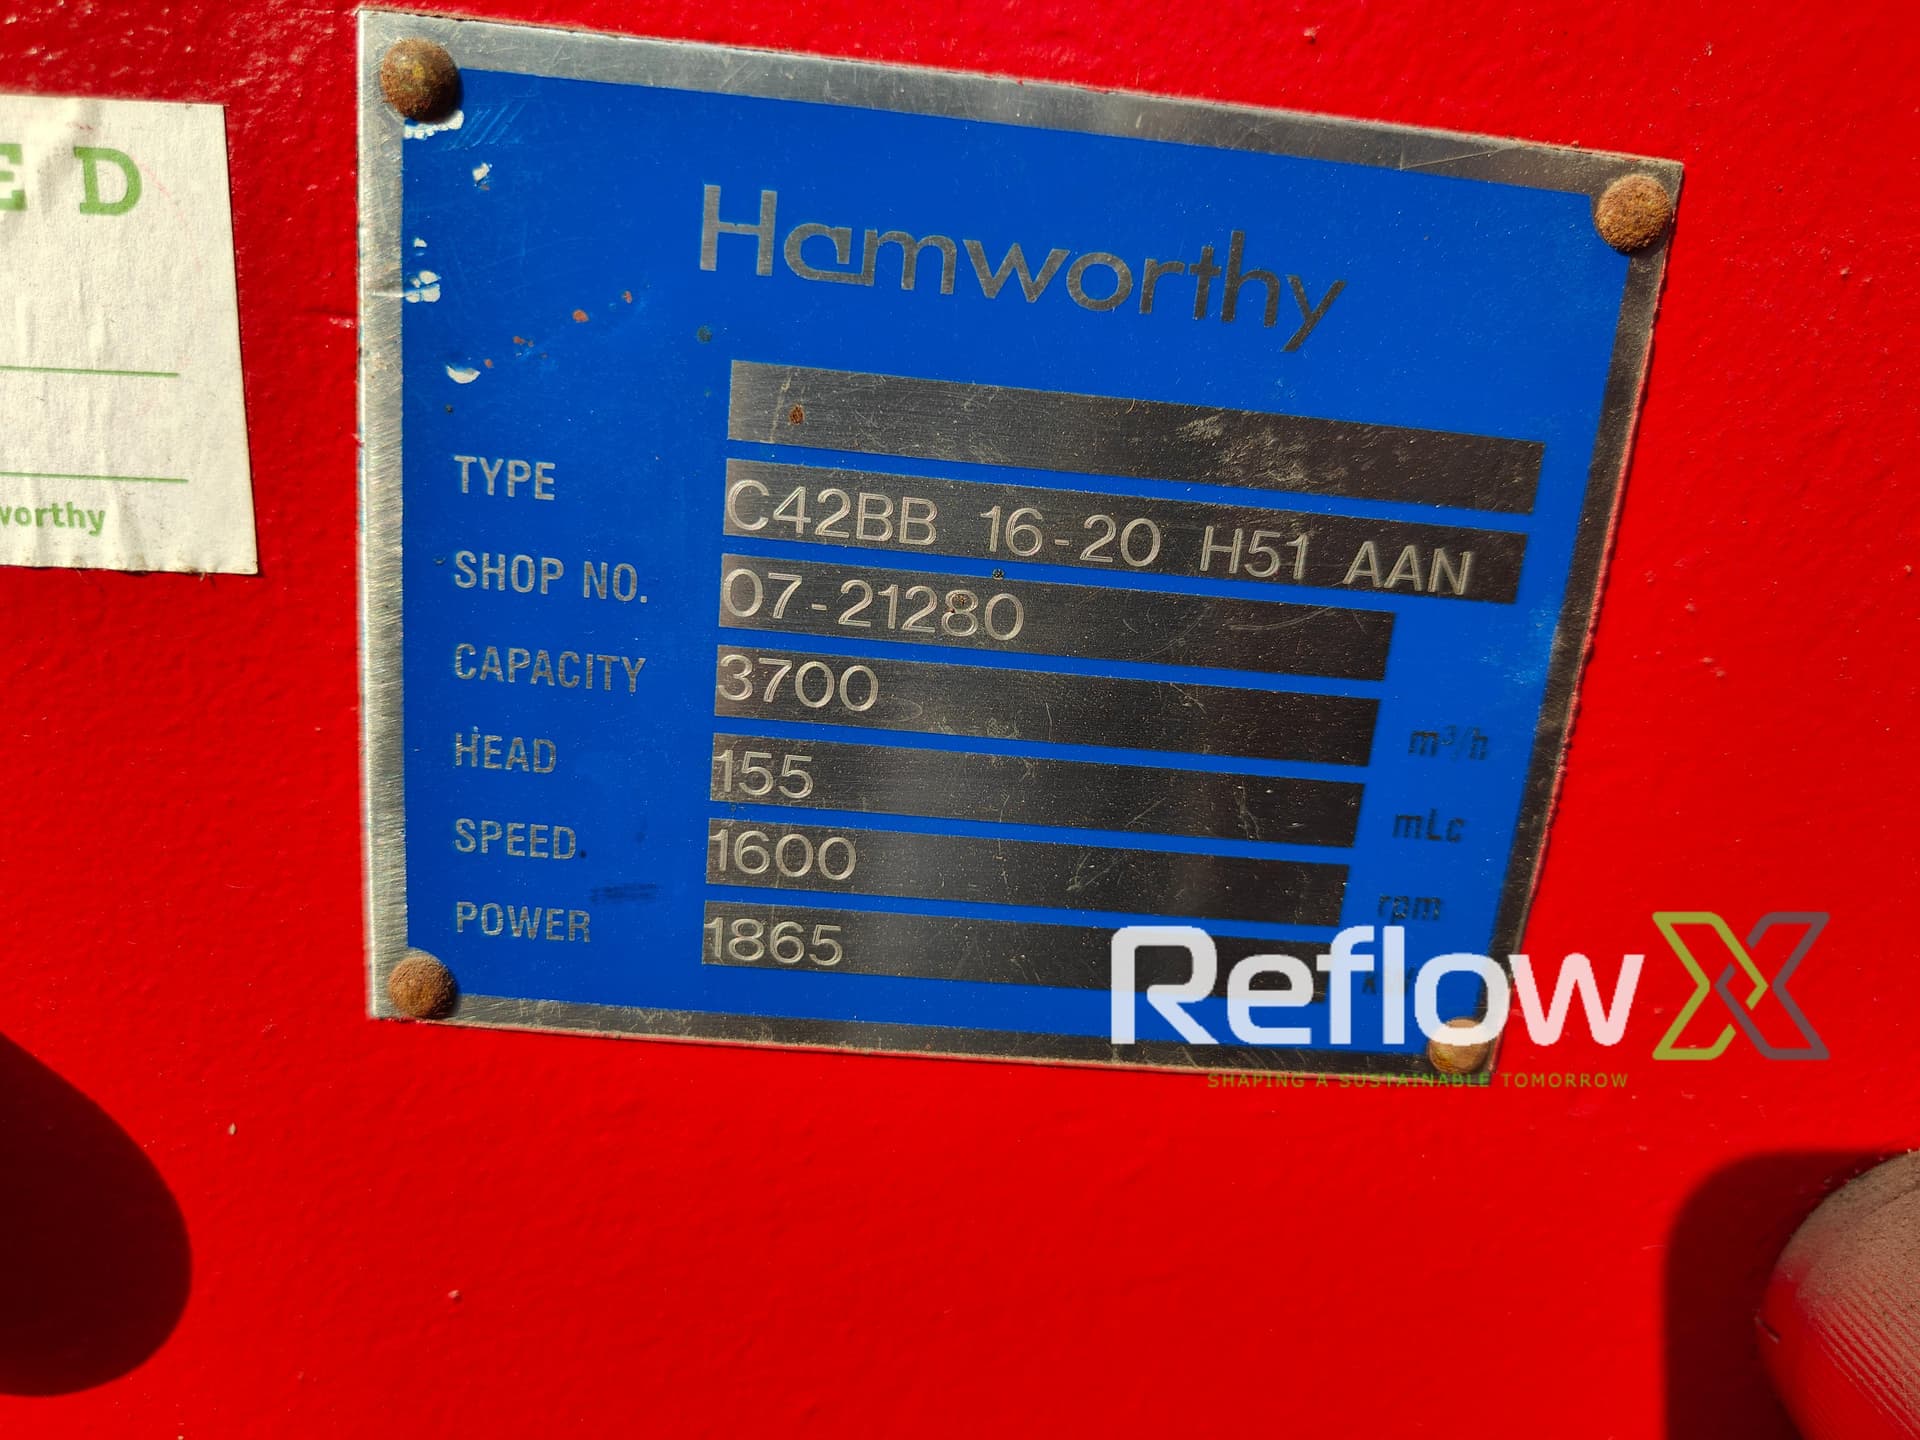 E D
worthy
Hamworthy
TYPE C42BB 16-20 H51 AAN
SHOP NO. 07-21280
CAPACITY 3700 m³/h
HEAD 155 mLc
SPEED 1600 rpm
POWER 1865
Reflow
SHAPING A SUSTAINABLE TOMORROW